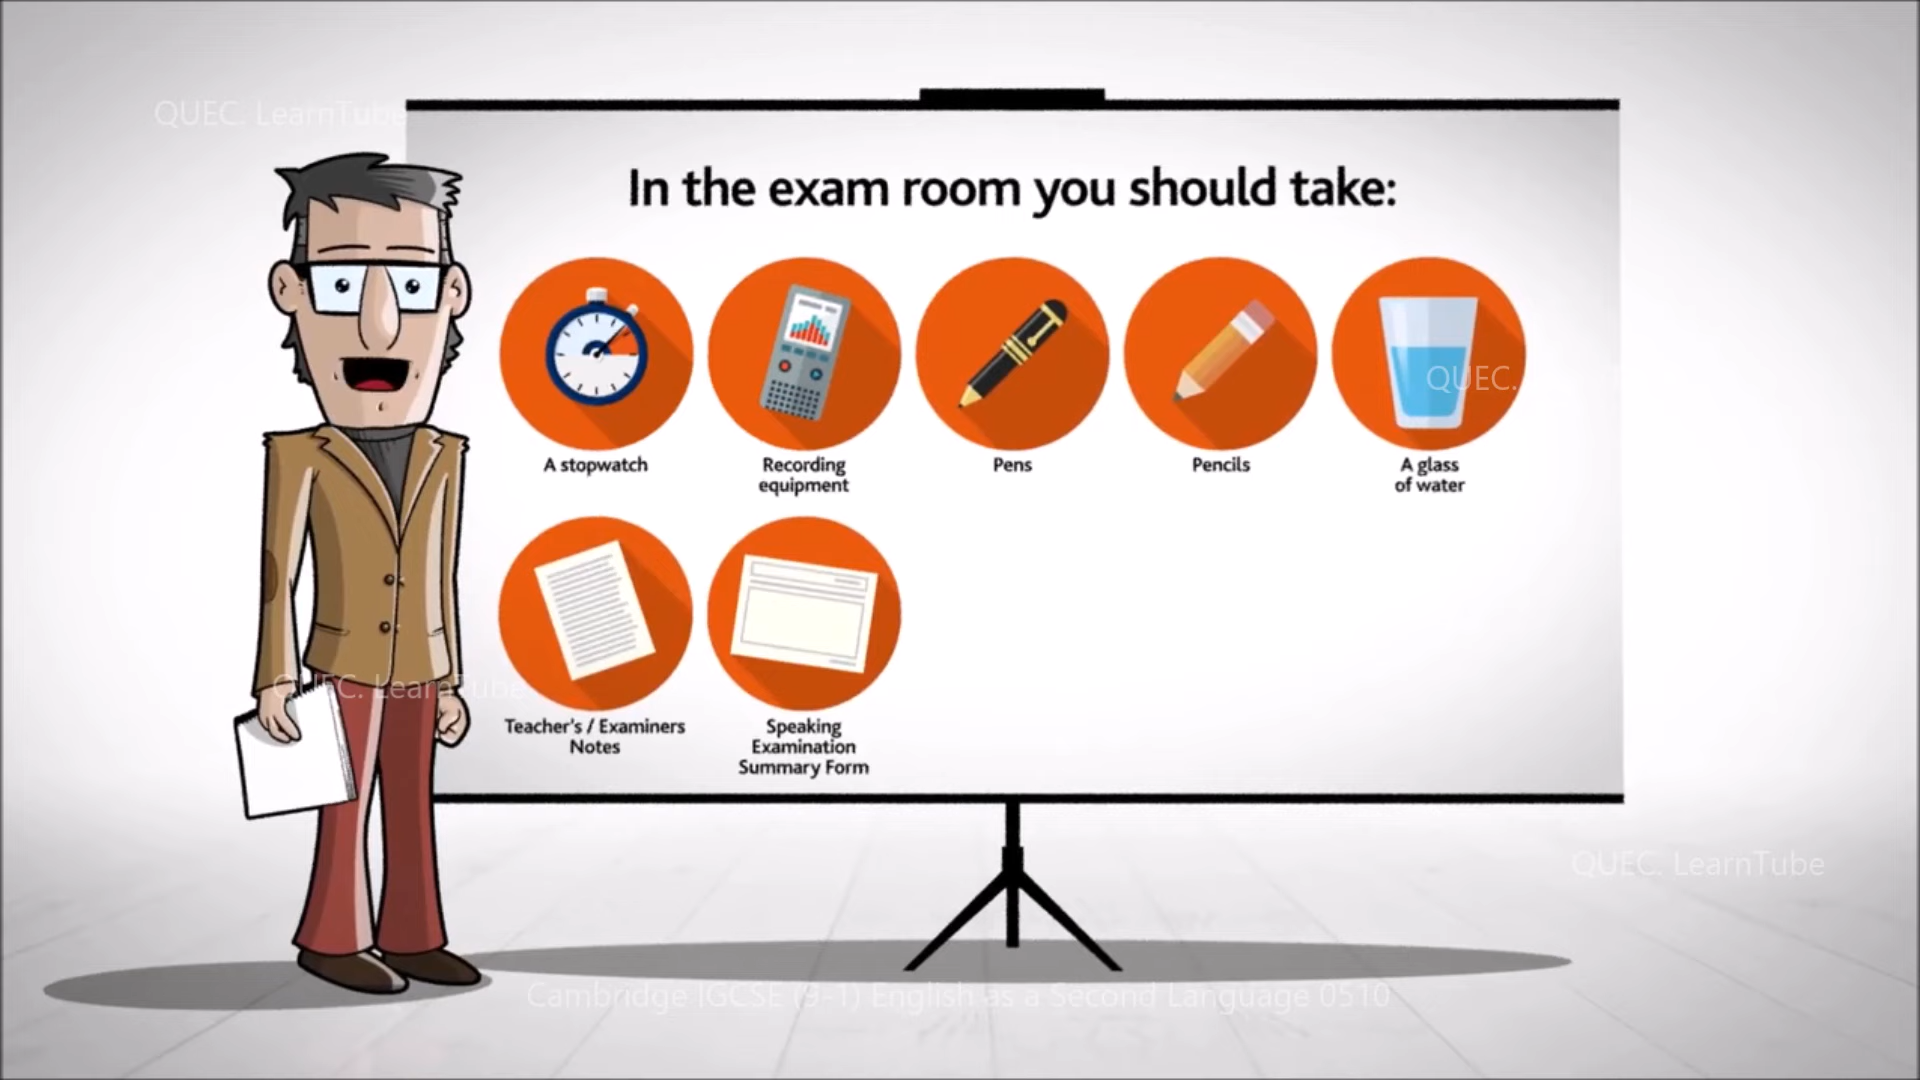 QUEC. LearnTube
In the exam room you should take:
QUEC.
A stopwatch
Recording
equipment
Pens
Pencils
A glass
of water
QUEC. LearnTube
Teacher's / Examiners
Notes
Speaking
Examination
Summary Form
QUEC. LearnTube
Cambridge IGCSE (9-1) English as a Second Language 0510